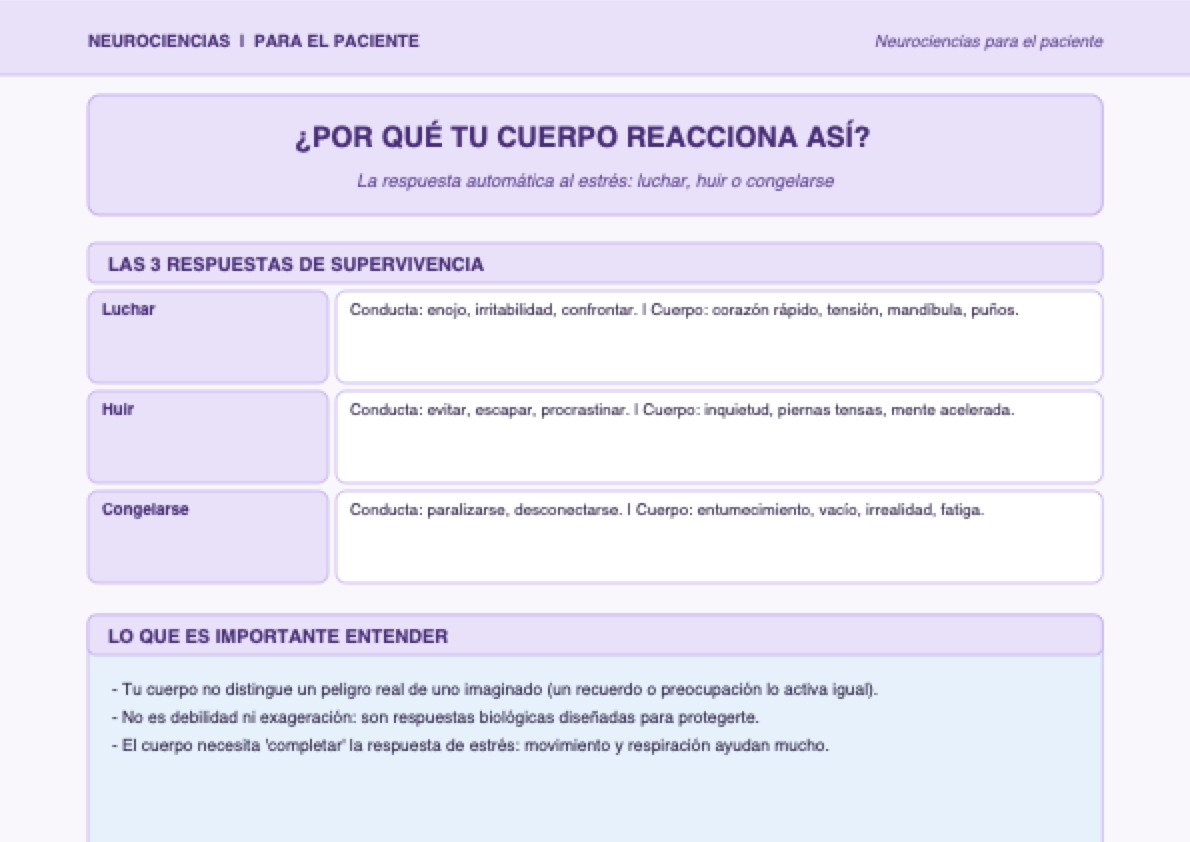 NEUROCIENCIAS | PARA EL PACIENTE
Neurociencias para el paciente
¿POR QUÉ TU CUERPO REACCIONA ASÍ?
La respuesta automática al estrés: luchar, huir o congelarse
LAS 3 RESPUESTAS DE SUPERVIVENCIA
Luchar
Conducta: enojo, irritabilidad, confrontar. | Cuerpo: corazón rápido, tensión, mandíbula, puños.
Huir
Conducta: evitar, escapar, procrastinar. | Cuerpo: inquietud, piernas tensas, mente acelerada.
Congelarse
Conducta: paralizarse, desconectarse. | Cuerpo: entumecimiento, vacío, irrealidad, fatiga.
LO QUE ES IMPORTANTE ENTENDER
- Tu cuerpo no distingue un peligro real de uno imaginado (un recuerdo o preocupación lo activa igual).
- No es debilidad ni exageración: son respuestas biológicas diseñadas para protegerte.
- El cuerpo necesita 'completar' la respuesta de estrés: movimiento y respiración ayudan mucho.